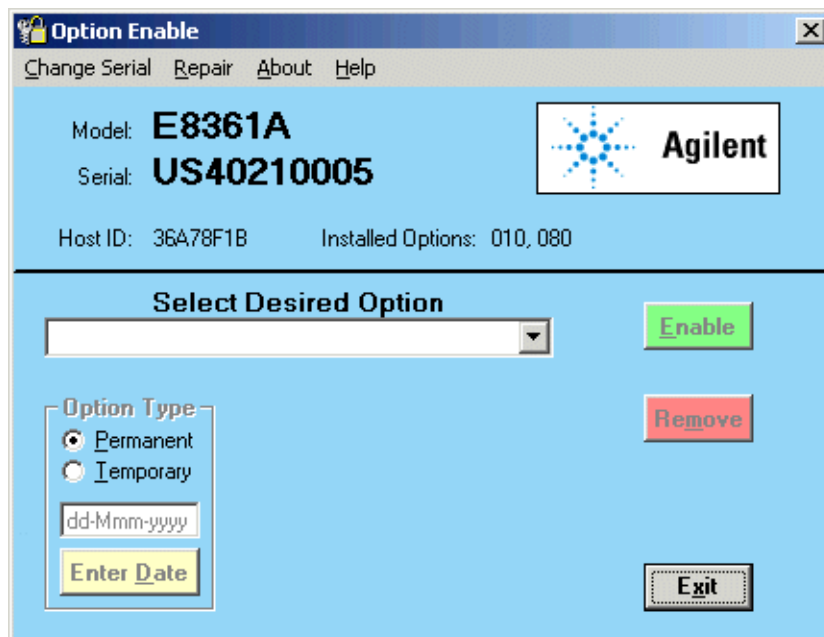 Option Enable
Change Serial Repair About Help
Model: E8361A
Serial: US40210005
Agilent
Host ID: 36A78F1B Installed Options: 010, 080
Select Desired Option
Enable
Option Type
Permanent
Temporary
Remove
dd-Mmm-yyyy
Enter Date
Exit